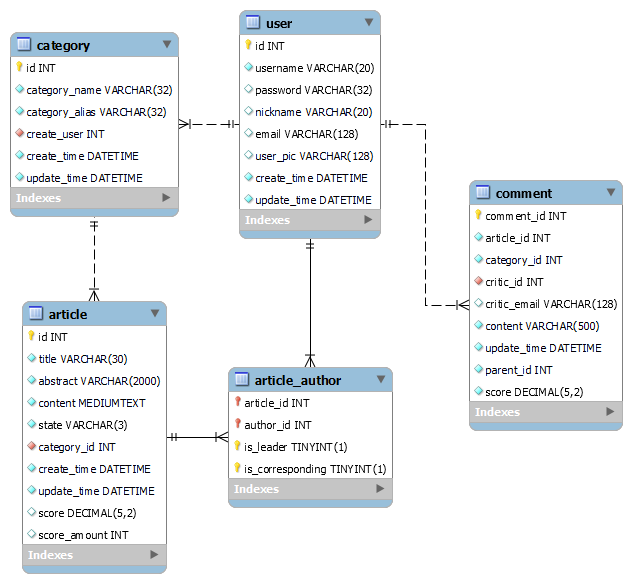 category
id INT
category_name VARCHAR(32)
category_alias VARCHAR(32)
create_user INT
create_time DATETIME
update_time DATETIME
Indexes
user
id INT
username VARCHAR(20)
password VARCHAR(32)
nickname VARCHAR(20)
email VARCHAR(128)
user_pic VARCHAR(128)
create_time DATETIME
update_time DATETIME
Indexes
comment
comment_id INT
article_id INT
category_id INT
critic_id INT
critic_email VARCHAR(128)
content VARCHAR(500)
update_time DATETIME
parent_id INT
score DECIMAL(5,2)
Indexes
article
id INT
title VARCHAR(30)
abstract VARCHAR(2000)
content MEDIUMTEXT
state VARCHAR(3)
category_id INT
create_time DATETIME
update_time DATETIME
score DECIMAL(5,2)
score_amount INT
Indexes
article_author
article_id INT
author_id INT
is_leader TINYINT(1)
is_corresponding TINYINT(1)
Indexes